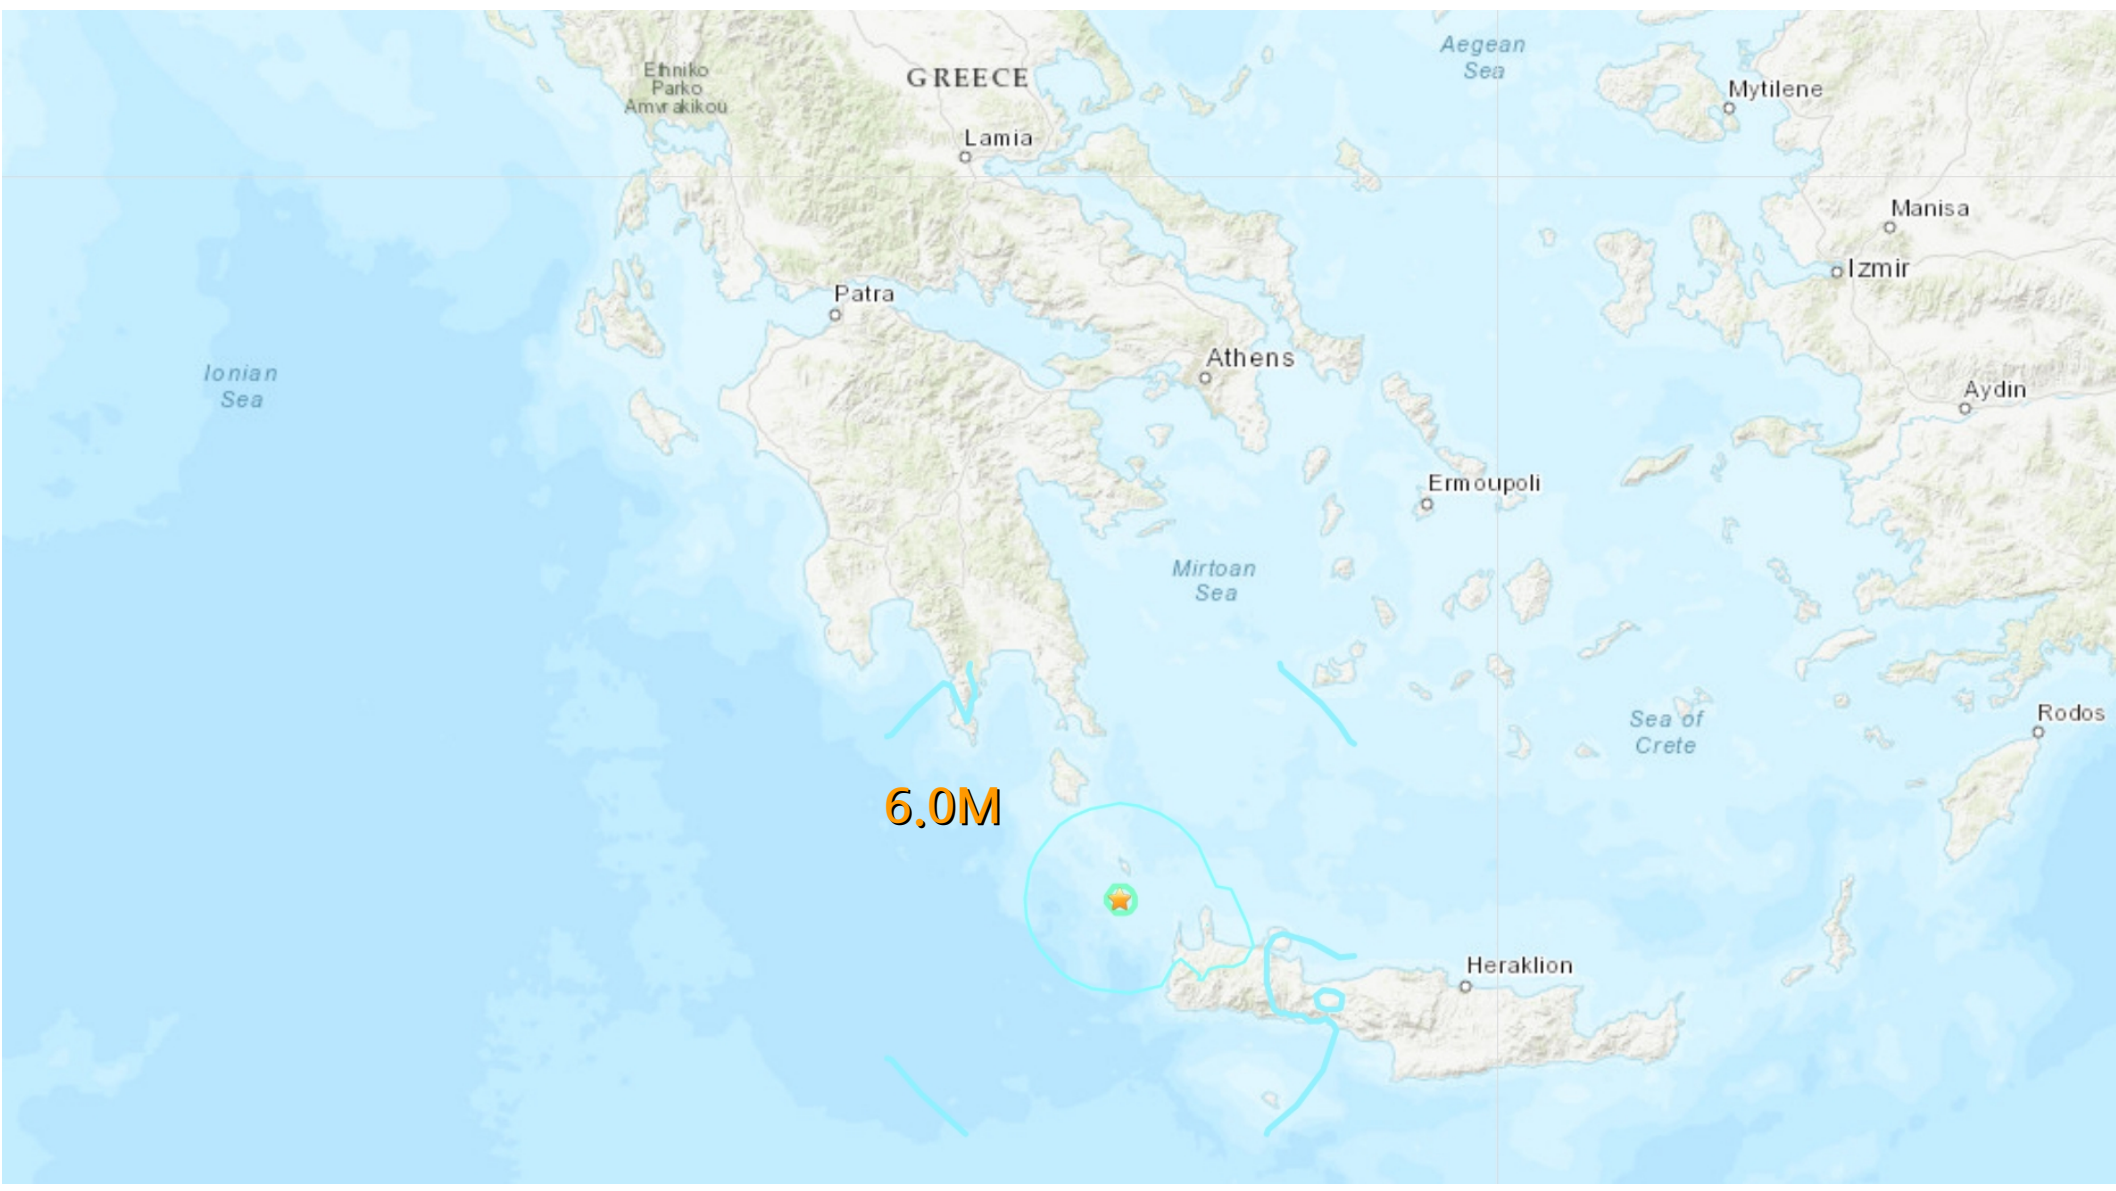 Aegean
Sea
Ethniko
Parko
Amvrakikou
GREECE
Mytilene
Lamia
Manisa
Izmir
Patra
Athens
Ionian
Sea
Aydin
Ermoupoli
Mirtoan
Sea
Rodos
Sea of
Crete
6.0M
Heraklion